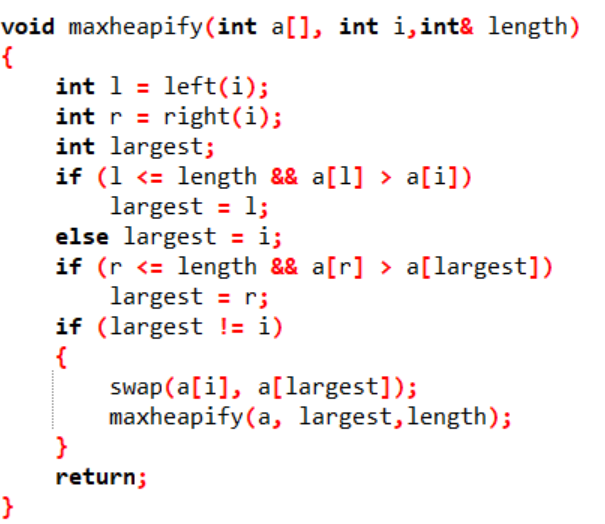 void maxheapify(int a[], int i,int& length)
{
    int l = left(i);
    int r = right(i);
    int largest;
    if (l <= length && a[l] > a[i])
        largest = l;
    else largest = i;
    if (r <= length && a[r] > a[largest])
        largest = r;
    if (largest != i)
    {
        swap(a[i], a[largest]);
        maxheapify(a, largest,length);
    }
    return;
}